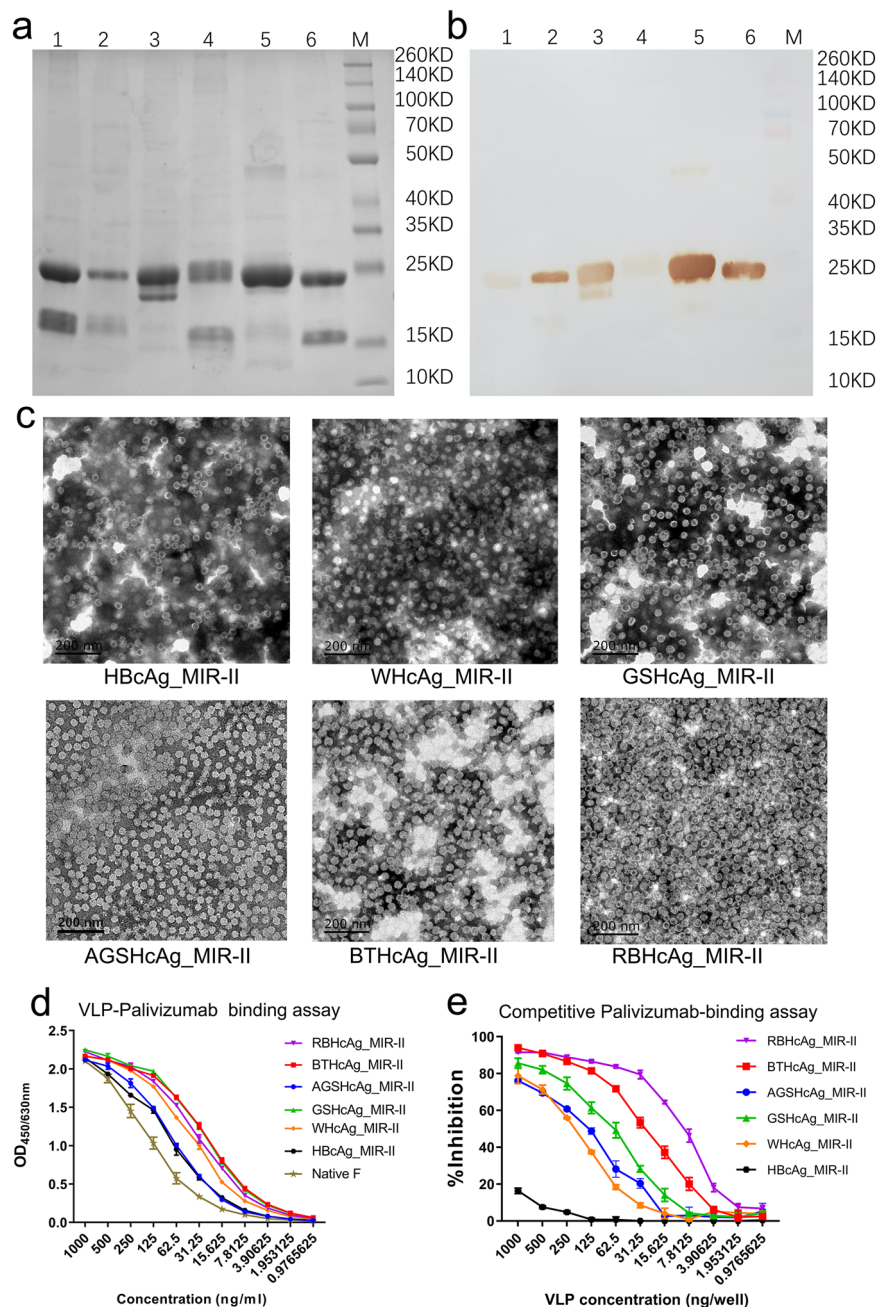 a
1 2 3 4 5 6 M
260KD
140KD
100KD
70KD
50KD
40KD
35KD
25KD
15KD
10KD
b
1 2 3 4 5 6 M
260KD
140KD
100KD
70KD
50KD
40KD
35KD
25KD
15KD
10KD
c
200 nm
200 nm
200 nm
HBcAg_MIR-II
WHcAg_MIR-II
GSHcAg_MIR-II
200 nm
200 nm
200 nm
AGSHcAg_MIR-II
BTHcAg_MIR-II
RBHcAg_MIR-II
d
VLP-Palivizumab binding assay
OD450/630nm
2.5
2.0
1.5
1.0
0.5
0.0
1000
500
250
125
62.5
31.25
15.625
7.8125
3.90625
1.953125
0.9765625
Concentration (ng/ml)
RBHcAg_MIR-II
BTHcAg_MIR-II
AGSHcAg_MIR-II
GSHcAg_MIR-II
WHcAg_MIR-II
HBcAg_MIR-II
Native F
e
Competitive Palivizumab-binding assay
%Inhibition
100
80
60
40
20
0
1000
500
250
125
62.5
31.25
15.625
7.8125
3.90625
1.953125
0.9765625
VLP concentration (ng/well)
RBHcAg_MIR-II
BTHcAg_MIR-II
AGSHcAg_MIR-II
GSHcAg_MIR-II
WHcAg_MIR-II
HBcAg_MIR-II